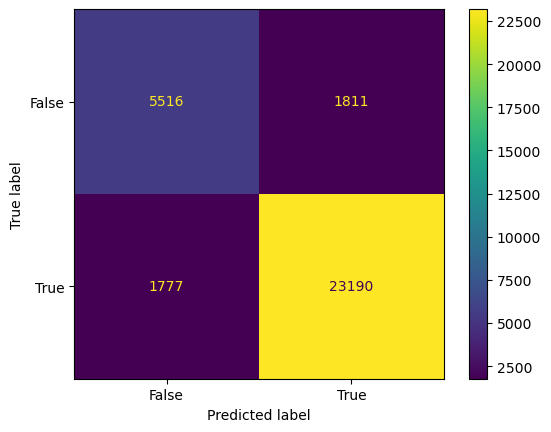 True label
False
True
5516
1811
1777
23190
False
True
Predicted label
22500
20000
17500
15000
12500
10000
7500
5000
2500